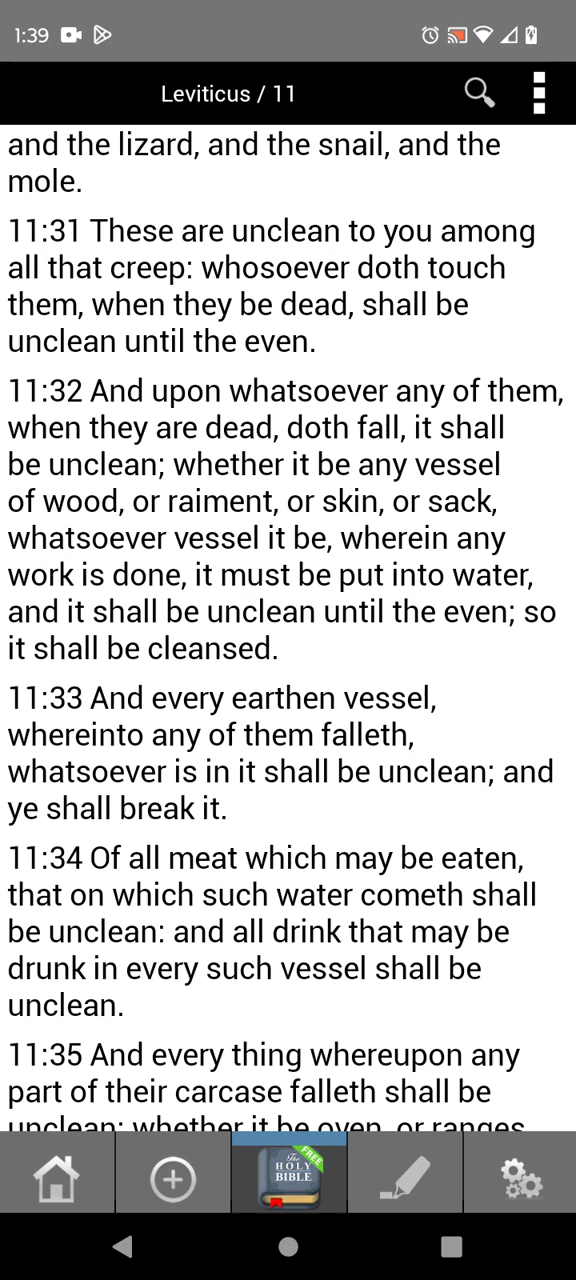 1:39
Leviticus / 11
and the lizard, and the snail, and the
mole.
11:31 These are unclean to you among
all that creep: whosoever doth touch
them, when they be dead, shall be
unclean until the even.
11:32 And upon whatsoever any of them,
when they are dead, doth fall, it shall
be unclean; whether it be any vessel
of wood, or raiment, or skin, or sack,
whatsoever vessel it be, wherein any
work is done, it must be put into water,
and it shall be unclean until the even; so
it shall be cleansed.
11:33 And every earthen vessel,
whereinto any of them falleth,
whatsoever is in it shall be unclean; and
ye shall break it.
11:34 Of all meat which may be eaten,
that on which such water cometh shall
be unclean: and all drink that may be
drunk in every such vessel shall be
unclean.
11:35 And every thing whereupon any
part of their carcase falleth shall be
unclean: whether it be oven, or ranges
The
HOLY
BIBLE
FREE